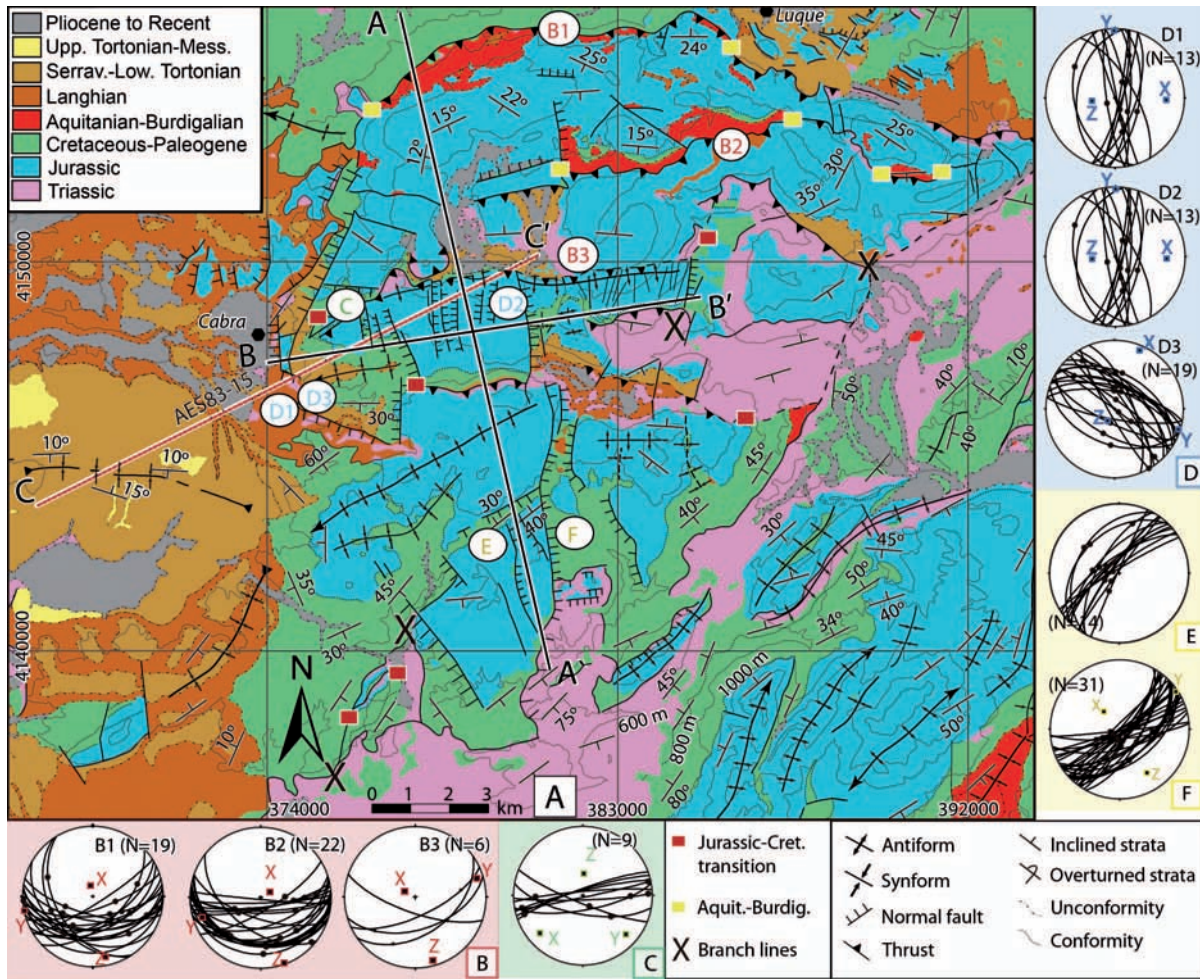 Pliocene to Recent
Upp. Tortonian-Mess.
Serrav.-Low. Tortonian
Langhian
Aquitanian-Burdigalian
Cretaceous-Paleogene
Jurassic
Triassic
A
B1
Luque
25º
24º
22º
15º
12º
15º
B2
25º
30º
35º
C'
B3
X
4150000
Cabra
C
D2
B'
X
B
AE583-15
D1
D3
30º
60º
10º
10º
15º
C
50º
40º
10º
40º
45º
40º
30º
30º
40º
E
F
45º
50º
40º
34º
35º
45º
X
30º
4140000
N
A
75º
45º
600 m
800 m
1000 m
80º
50º
10º
X
374000
0 1 2 3
km
A
383000
392000
D1
(N=13)
Y
X
Z
D2
(N=13)
Y
Z
X
D3
(N=19)
X
Z
Y
D
(N=14)
E
(N=31)
Y
X
Z
F
B1 (N=19)
X
Y
Z
B2 (N=22)
X
Y
Z
B3 (N=6)
X
Y
Z
B
(N=9)
Z
X
Y
C
Jurassic-Cret.
transition
Aquit.-Burdig.
X Branch lines
Antiform
Synform
Normal fault
Thrust
Inclined strata
Overturned strata
Unconformity
Conformity